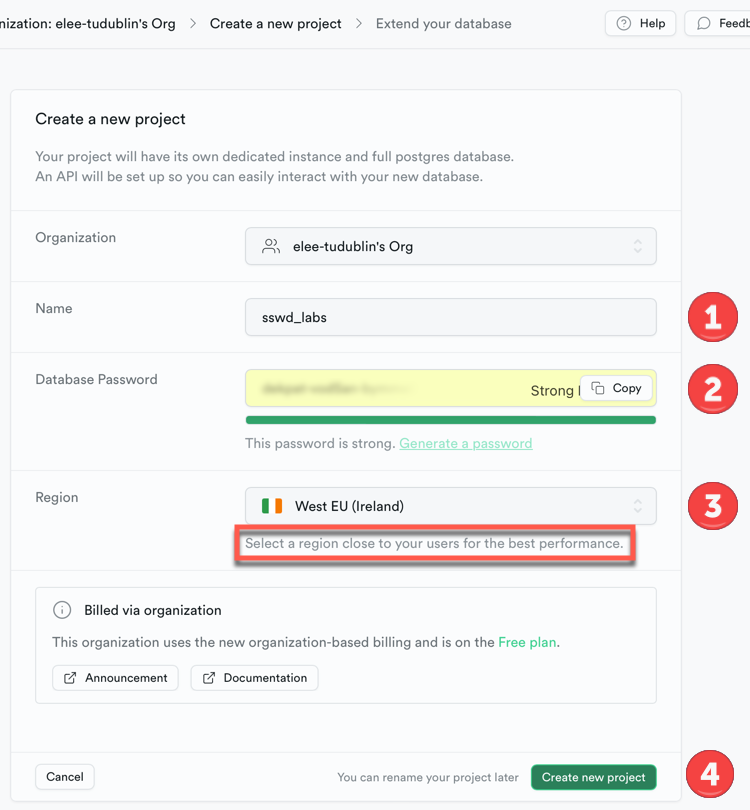 nization: elee-tudublin's Org > Create a new project > Extend your database Help Feedb
Create a new project
Your project will have its own dedicated instance and full postgres database.
An API will be set up so you can easily interact with your new database.
Organization
elee-tudublin's Org
Name
sswd_labs
1
Database Password
Strong Copy
2
This password is strong. Generate a password
Region
West EU (Ireland)
3
Select a region close to your users for the best performance.
Billed via organization
This organization uses the new organization-based billing and is on the Free plan.
Announcement Documentation
Cancel You can rename your project later Create new project
4